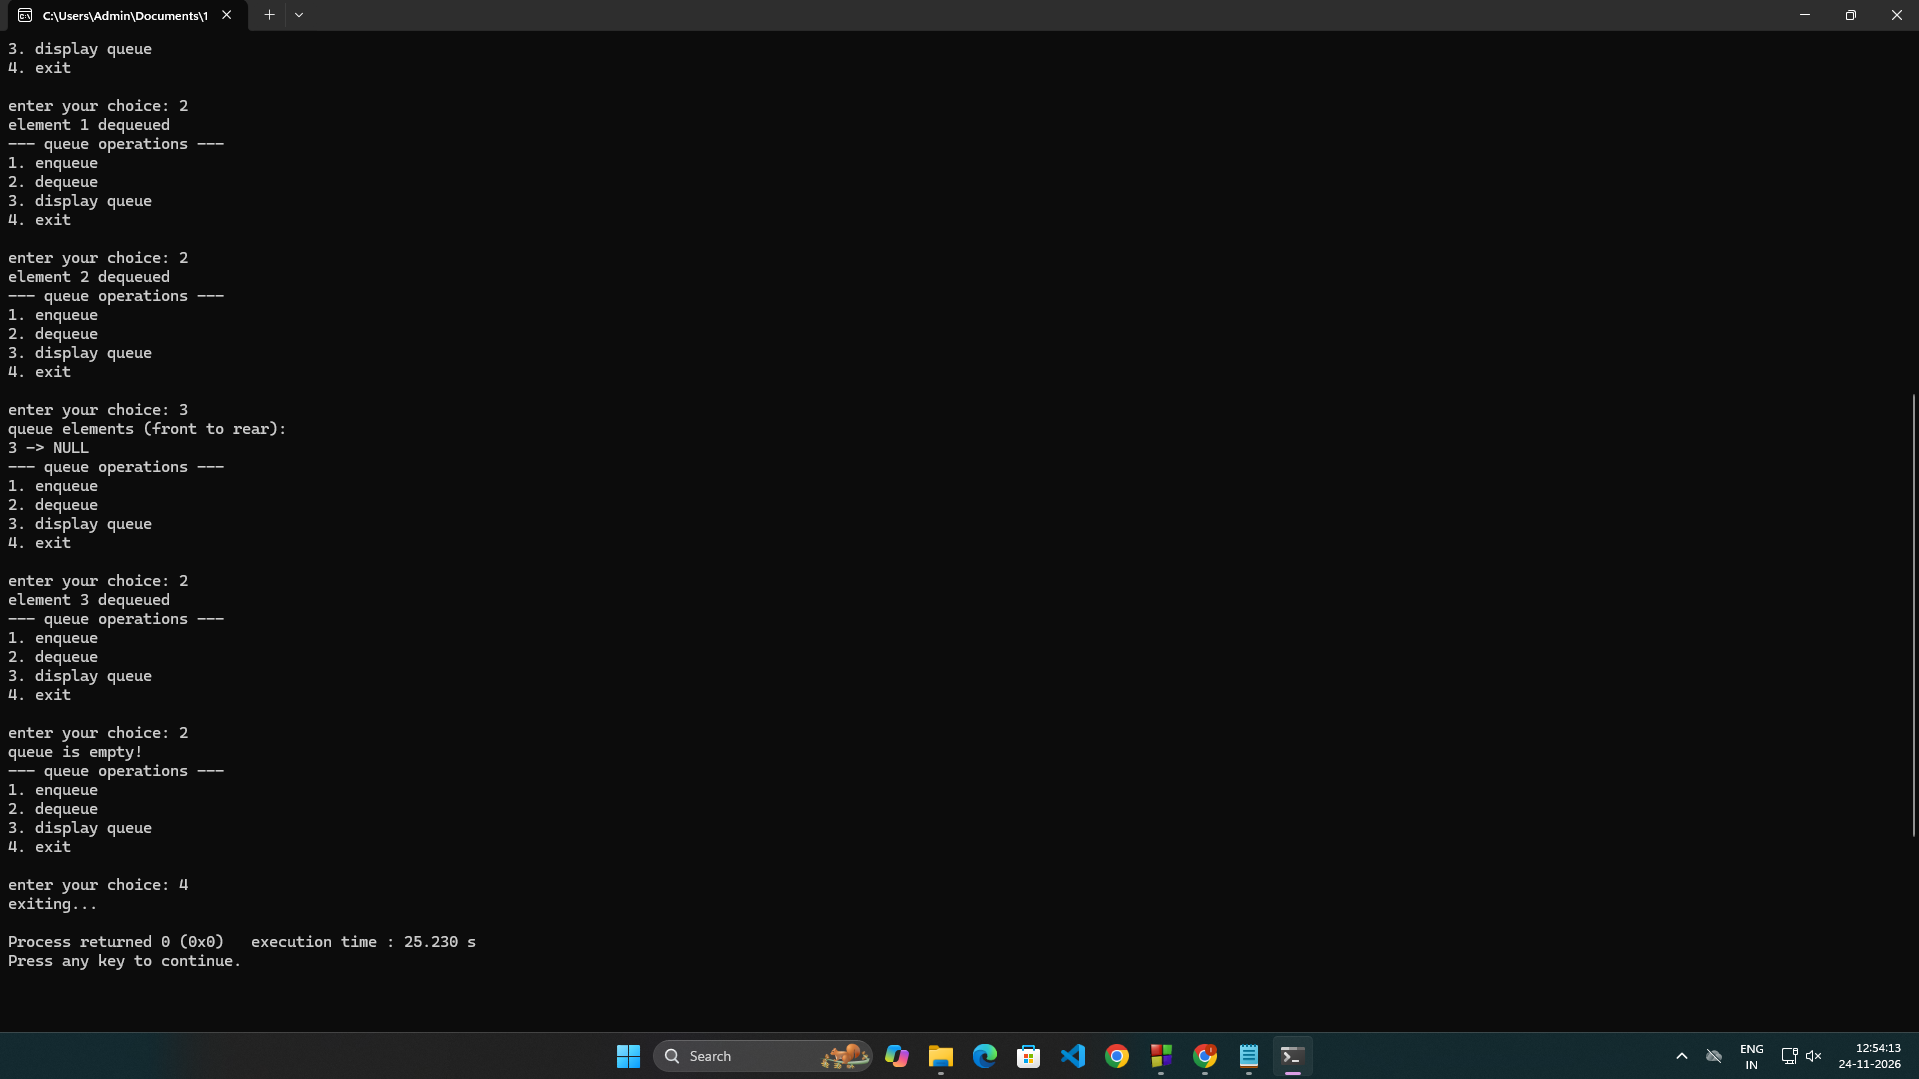 C:\Users\Admin\Documents\1
3. display queue
4. exit
enter your choice: 2
element 1 dequeued
--- queue operations ---
1. enqueue
2. dequeue
3. display queue
4. exit
enter your choice: 2
element 2 dequeued
--- queue operations ---
1. enqueue
2. dequeue
3. display queue
4. exit
enter your choice: 3
queue elements (front to rear):
3 -> NULL
--- queue operations ---
1. enqueue
2. dequeue
3. display queue
4. exit
enter your choice: 2
element 3 dequeued
--- queue operations ---
1. enqueue
2. dequeue
3. display queue
4. exit
enter your choice: 2
queue is empty!
--- queue operations ---
1. enqueue
2. dequeue
3. display queue
4. exit
enter your choice: 4
exiting...
Process returned 0 (0x0)   execution time : 25.230 s
Press any key to continue.
Search
ENG
IN
12:54:13
24-11-2026